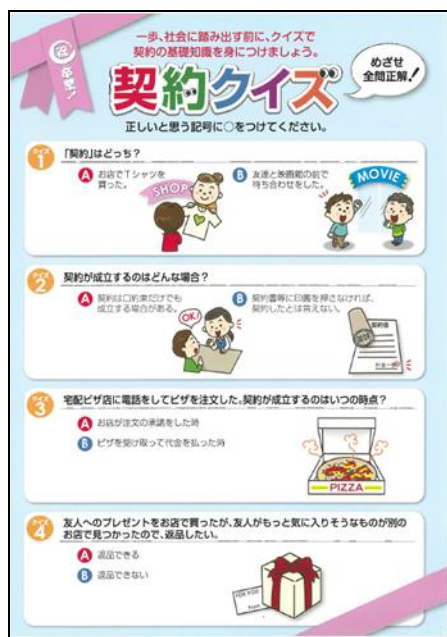 祝
卒業!
一歩、社会に踏み出す前に、クイズで
契約の基礎知識を身につけましょう。
契約クイズ
めざせ
全問正解!
正しいと思う記号に○をつけてください。
クイズ
1
「契約」はどっち?
A お店でTシャツを
買った。
SHOP
B 友達と映画館の前で
待ち合わせをした。
MOVIE
クイズ
2
契約が成立するのはどんな場合?
A 契約は口約束だけでも
成立する場合がある。
OK!
B 契約書等に印鑑を押さなければ、
契約したとは言えない。
契約書
クイズ
3
宅配ピザ店に電話をしてピザを注文した。契約が成立するのはいつの時点?
A お店が注文の承諾をした時
B ピザを受け取って代金を払った時
PIZZA
クイズ
4
友人へのプレゼントをお店で買ったが、友人がもっと気に入りそうなものが別の
お店で見つかったので、返品したい。
A 返品できる
B 返品できない
FOR YOU
From